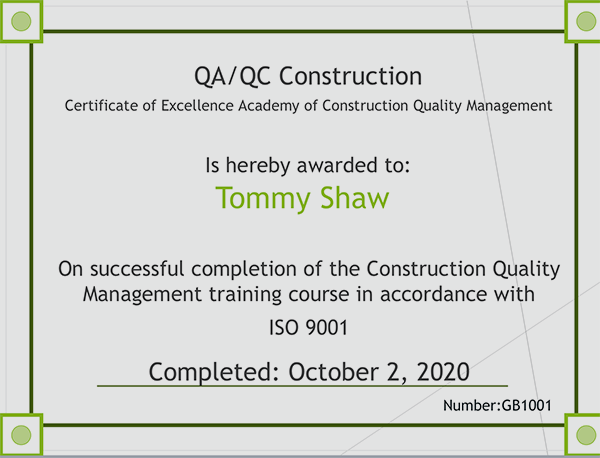 QA/QC Construction
Certificate of Excellence Academy of Construction Quality Management
Is hereby awarded to:
Tommy Shaw
On successful completion of the Construction Quality
Management training course in accordance with
ISO 9001
Completed: October 2, 2020
Number:GB1001